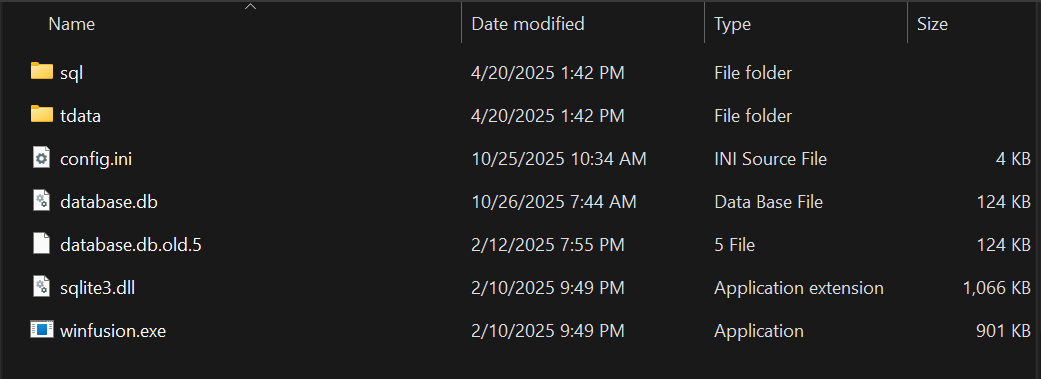 Name Date modified Type Size
sql 4/20/2025 1:42 PM File folder
tdata 4/20/2025 1:42 PM File folder
config.ini 10/25/2025 10:34 AM INI Source File 4 KB
database.db 10/26/2025 7:44 AM Data Base File 124 KB
database.db.old.5 2/12/2025 7:55 PM 5 File 124 KB
sqlite3.dll 2/10/2025 9:49 PM Application extension 1,066 KB
winfusion.exe 2/10/2025 9:49 PM Application 901 KB